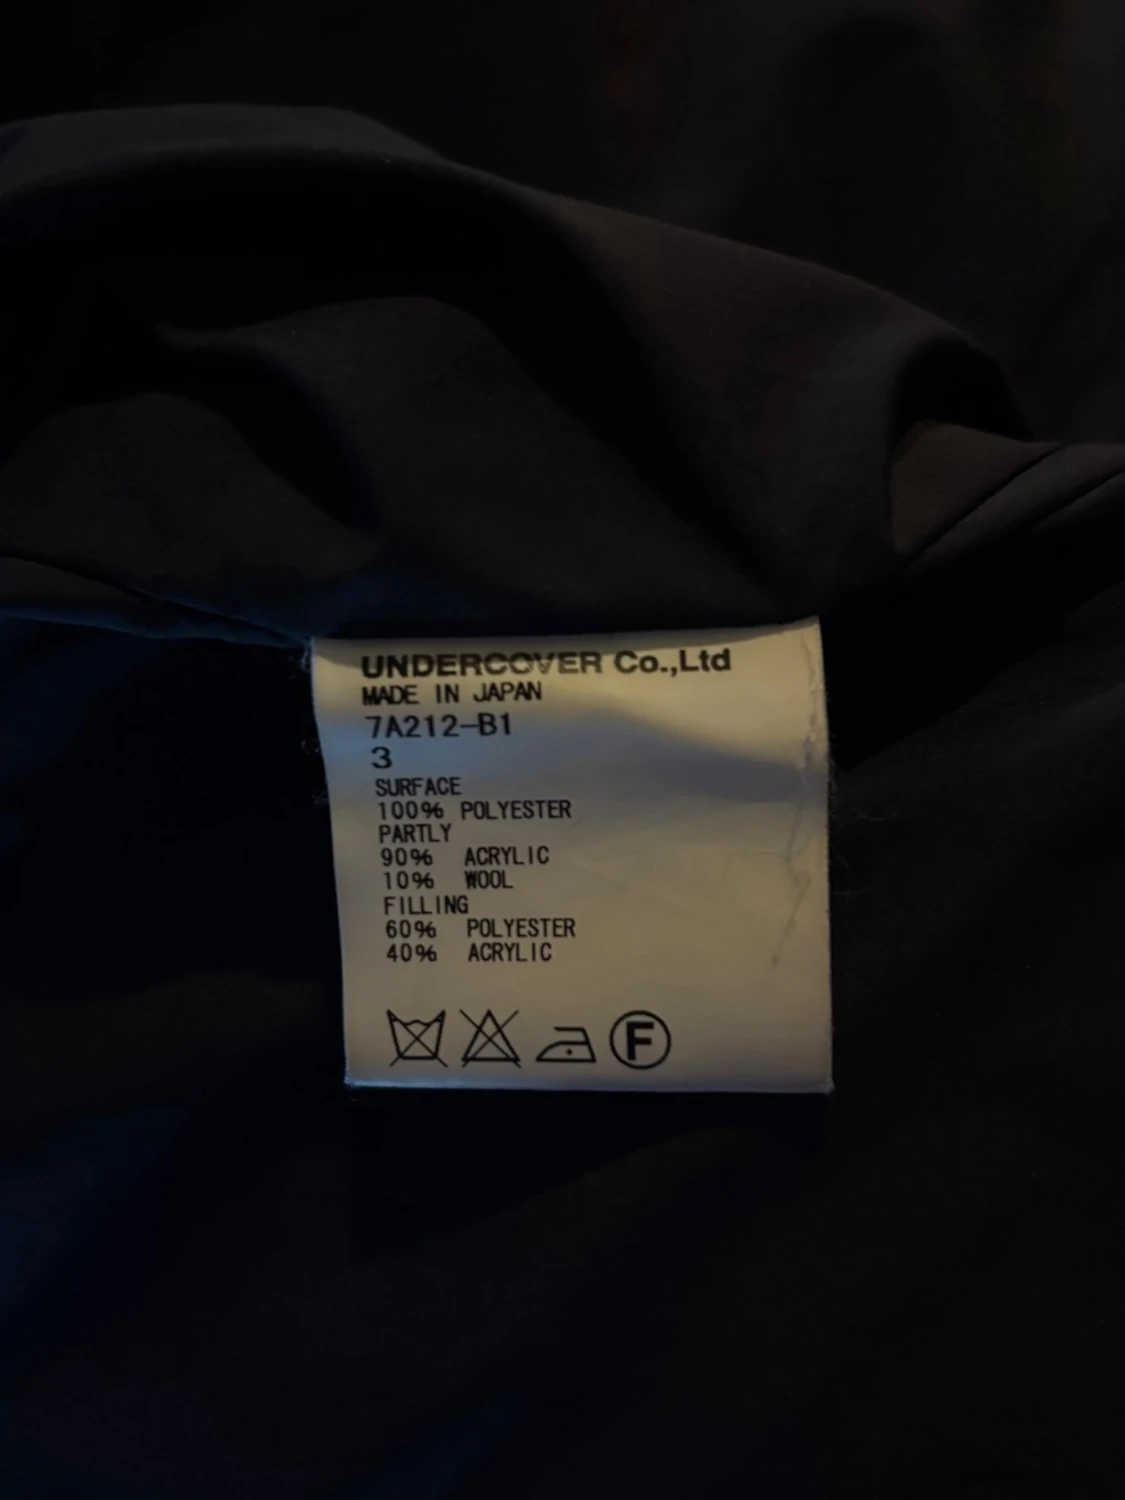 UNDERCOVER Co.,Ltd
MADE IN JAPAN
7A212-B1
3
SURFACE
100% POLYESTER
PARTLY
90% ACRYLIC
10% WOOL
FILLING
60% POLYESTER
40% ACRYLIC
F